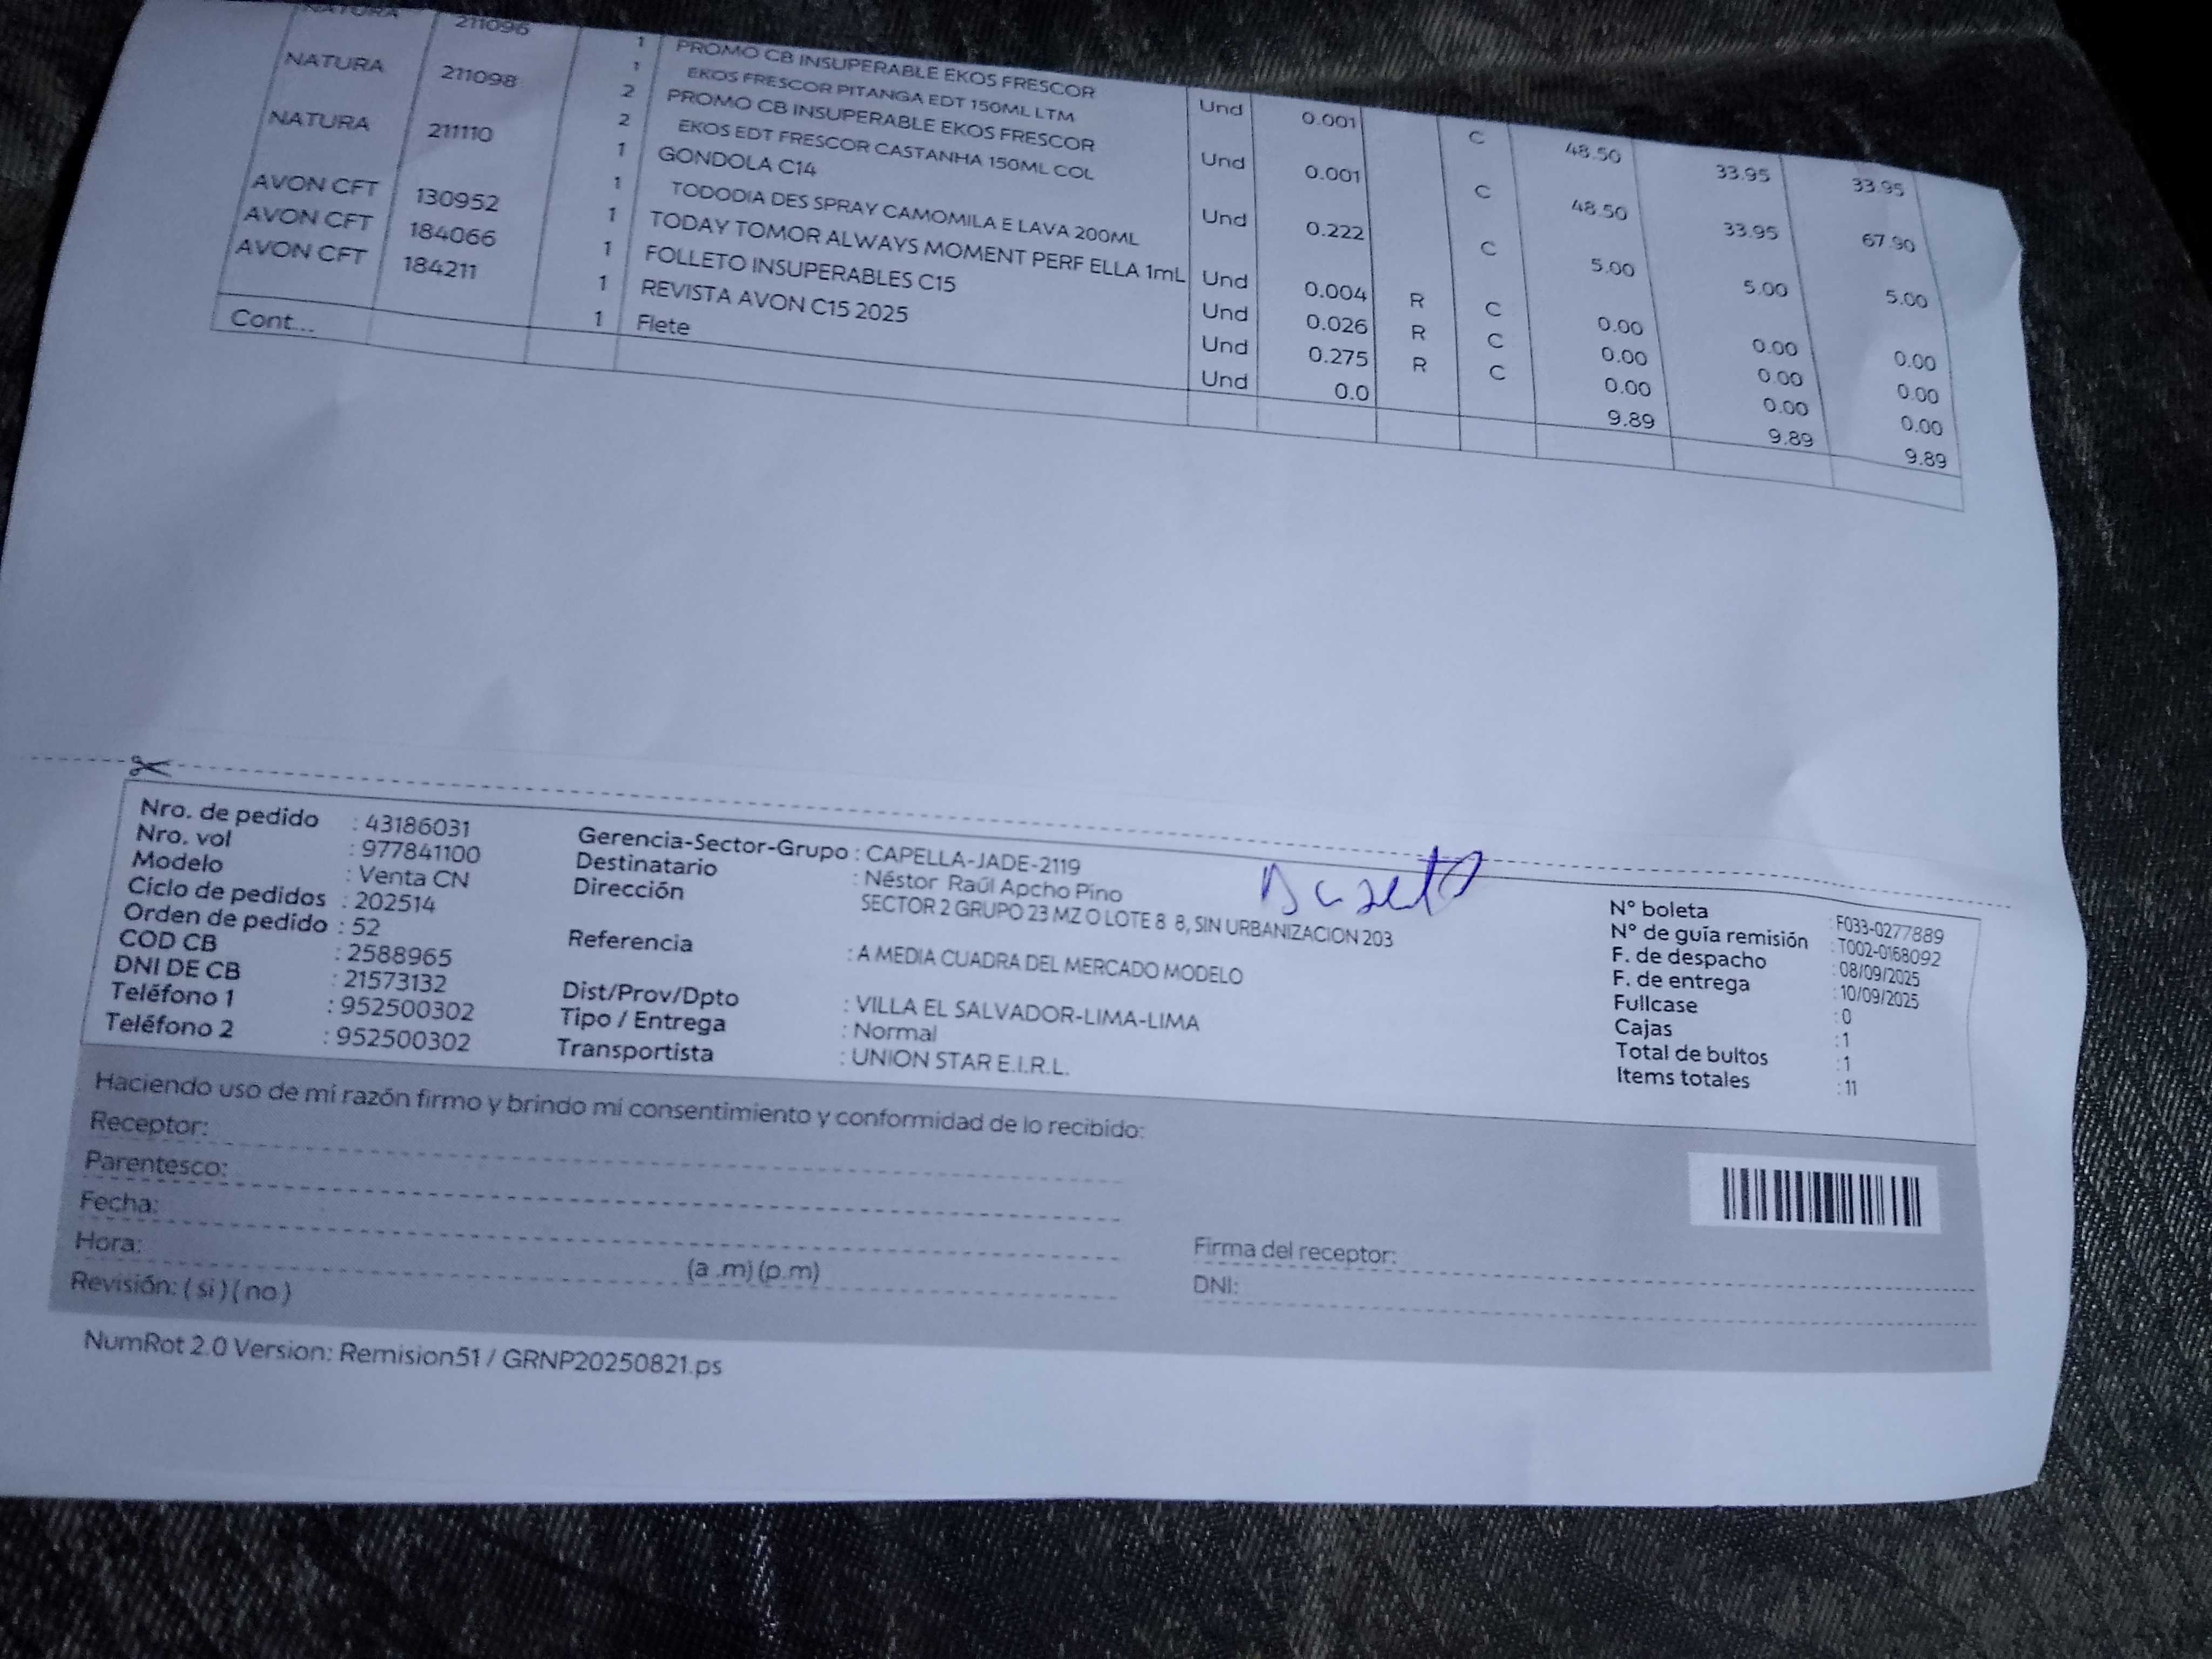 NATURA 211096 1 PROMO CB INSUPERABLE EKOS FRESCOR
1 EKOS FRESCOR PITANGA EDT 150ML LTM Und 0.001 C 48.50 33.95 33.95
NATURA 211098 2 PROMO CB INSUPERABLE EKOS FRESCOR
2 EKOS EDT FRESCOR CASTANHA 150ML COL Und 0.001 C 48.50 33.95 67.90
NATURA 211110 1 GONDOLA C14
1 TODODIA DES SPRAY CAMOMILA E LAVA 200ML Und 0.222 C 5.00 5.00 5.00
AVON CFT 130952 1 TODAY TOMOR ALWAYS MOMENT PERF ELLA 1mL Und 0.004 R C 0.00 0.00 0.00
AVON CFT 184066 1 FOLLETO INSUPERABLES C15 Und 0.026 R C 0.00 0.00 0.00
AVON CFT 184211 1 REVISTA AVON C15 2025 Und 0.275 R C 0.00 0.00 0.00
1 Flete Und 0.0 9.89 9.89 9.89
Cont...
Nro. de pedido : 43186031
Nro. vol : 977841100
Modelo : Venta CN
Ciclo de pedidos : 202514
Orden de pedido : 52
COD CB : 2588965
DNI DE CB : 21573132
Teléfono 1 : 952500302
Teléfono 2 : 952500302
Gerencia-Sector-Grupo : CAPELLA-JADE-2119
Destinatario : Néstor Raúl Apcho Pino
Dirección SECTOR 2 GRUPO 23 MZ O LOTE 8 8, SIN URBANIZACION 203
Referencia : A MEDIA CUADRA DEL MERCADO MODELO
Dist/Prov/Dpto : VILLA EL SALVADOR-LIMA-LIMA
Tipo / Entrega : Normal
Transportista : UNION STAR E.I.R.L.
N° boleta : F033-0277889
N° de guía remisión : T002-0168092
F. de despacho : 08/09/2025
F. de entrega : 10/09/2025
Fullcase : 0
Cajas : 1
Total de bultos : 1
Items totales : 11
Haciendo uso de mi razón firmo y brindo mi consentimiento y conformidad de lo recibido:
Receptor:
Parentesco:
Fecha:
Hora: (a .m) (p.m)
Revisión: ( si ) ( no )
Firma del receptor:
DNI:
NumRot 2.0 Version: Remision51 / GRNP20250821.ps